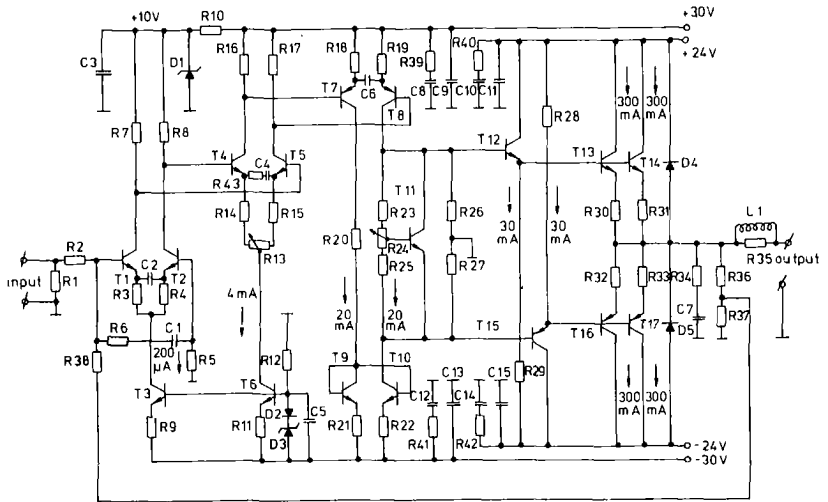 +10V R10 +30V
R16 R17 R18 R19 R40 +24V
C3 D1 R39
T7 C6 C8 C9 C10 C11 300 mA 300 mA
T8
R7 R8 R28
T4 C4 T5 T12 T13 T14 D4
R43 T11
R14 R15 R23 R26 30 mA 30 mA R30 R31 L1
R2 R13 R20 R24 R35 output
input R1 T1 C2 T2 R25 R27 R32 R33 R34 R36
R3 R4 4mA 20 mA 20 mA T15 C7 R37
R6 C1 T16 T17 D5
R38 200 µA R5 R12 T9 T10 R29
T3 T6 C12 C13 C14 C15 300 mA 300 mA
D2 C5
R9 R11 D3 R21 R22 R41 R42
-24V
-30V